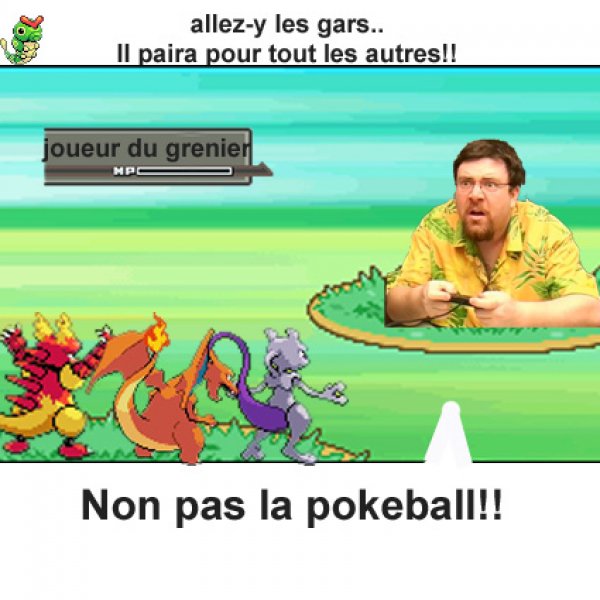 allez-y les gars..
Il paira pour tout les autres!!
joueur du grenier
HP
Non pas la pokeball!!